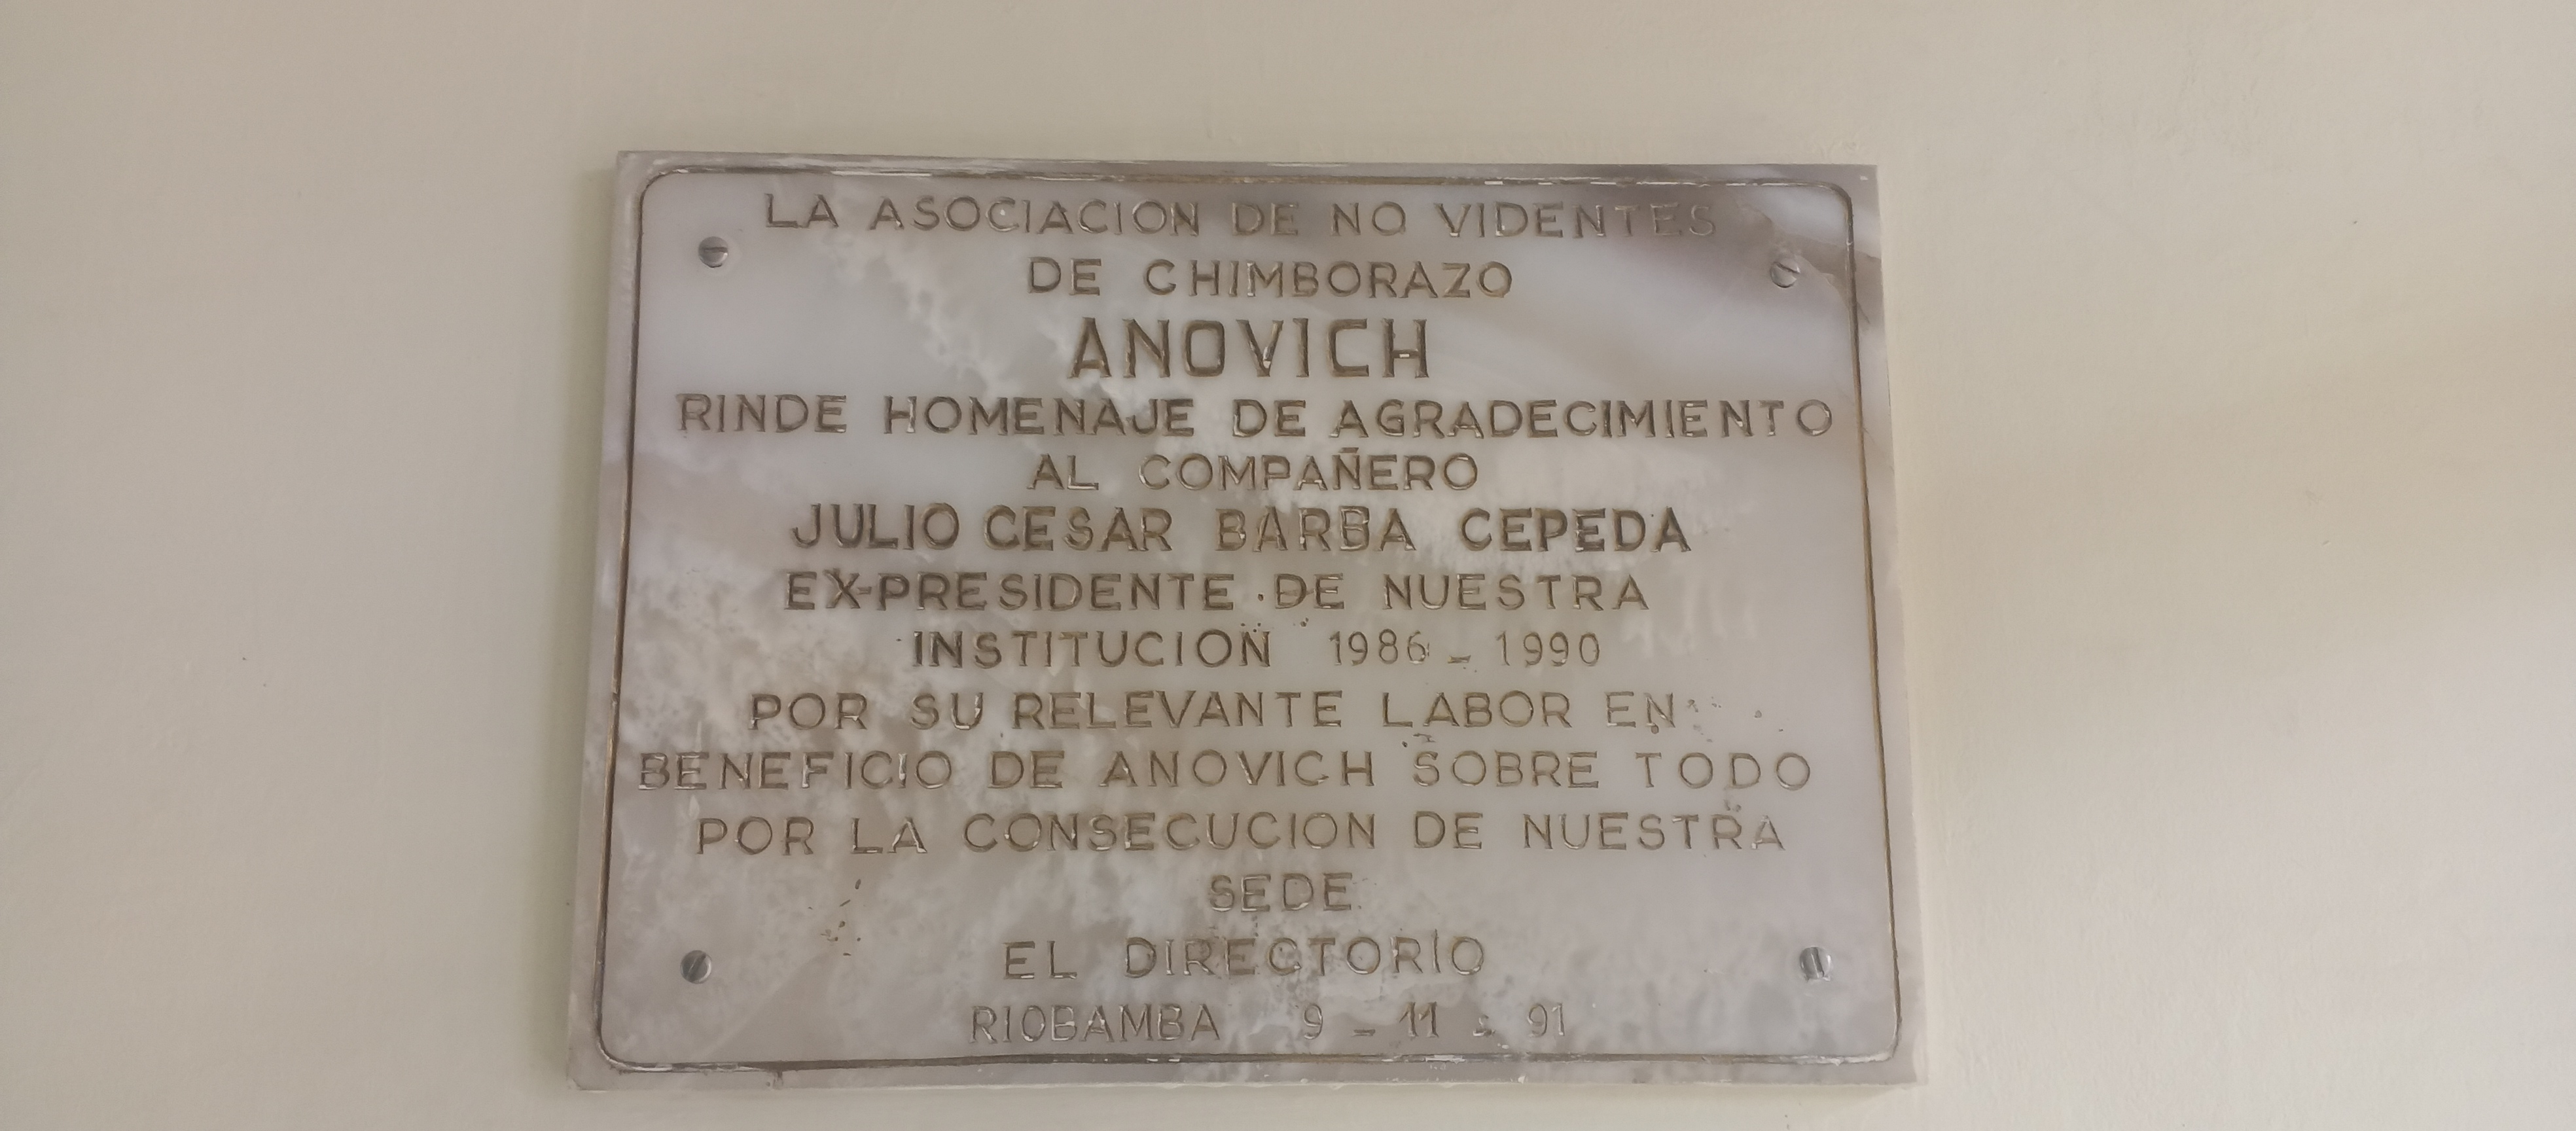 LA ASOCIACION DE NO VIDENTES
DE CHIMBORAZO
ANOVICH
RINDE HOMENAJE DE AGRADECIMIENTO
AL COMPAÑERO
JULIO CESAR BARBA CEPEDA
EX-PRESIDENTE DE NUESTRA
INSTITUCION 1986 - 1990
POR SU RELEVANTE LABOR EN
BENEFICIO DE ANOVICH SOBRE TODO
POR LA CONSECUCION DE NUESTRA
SEDE
EL DIRECTORIO
RIOBAMBA 9 - 11 - 91